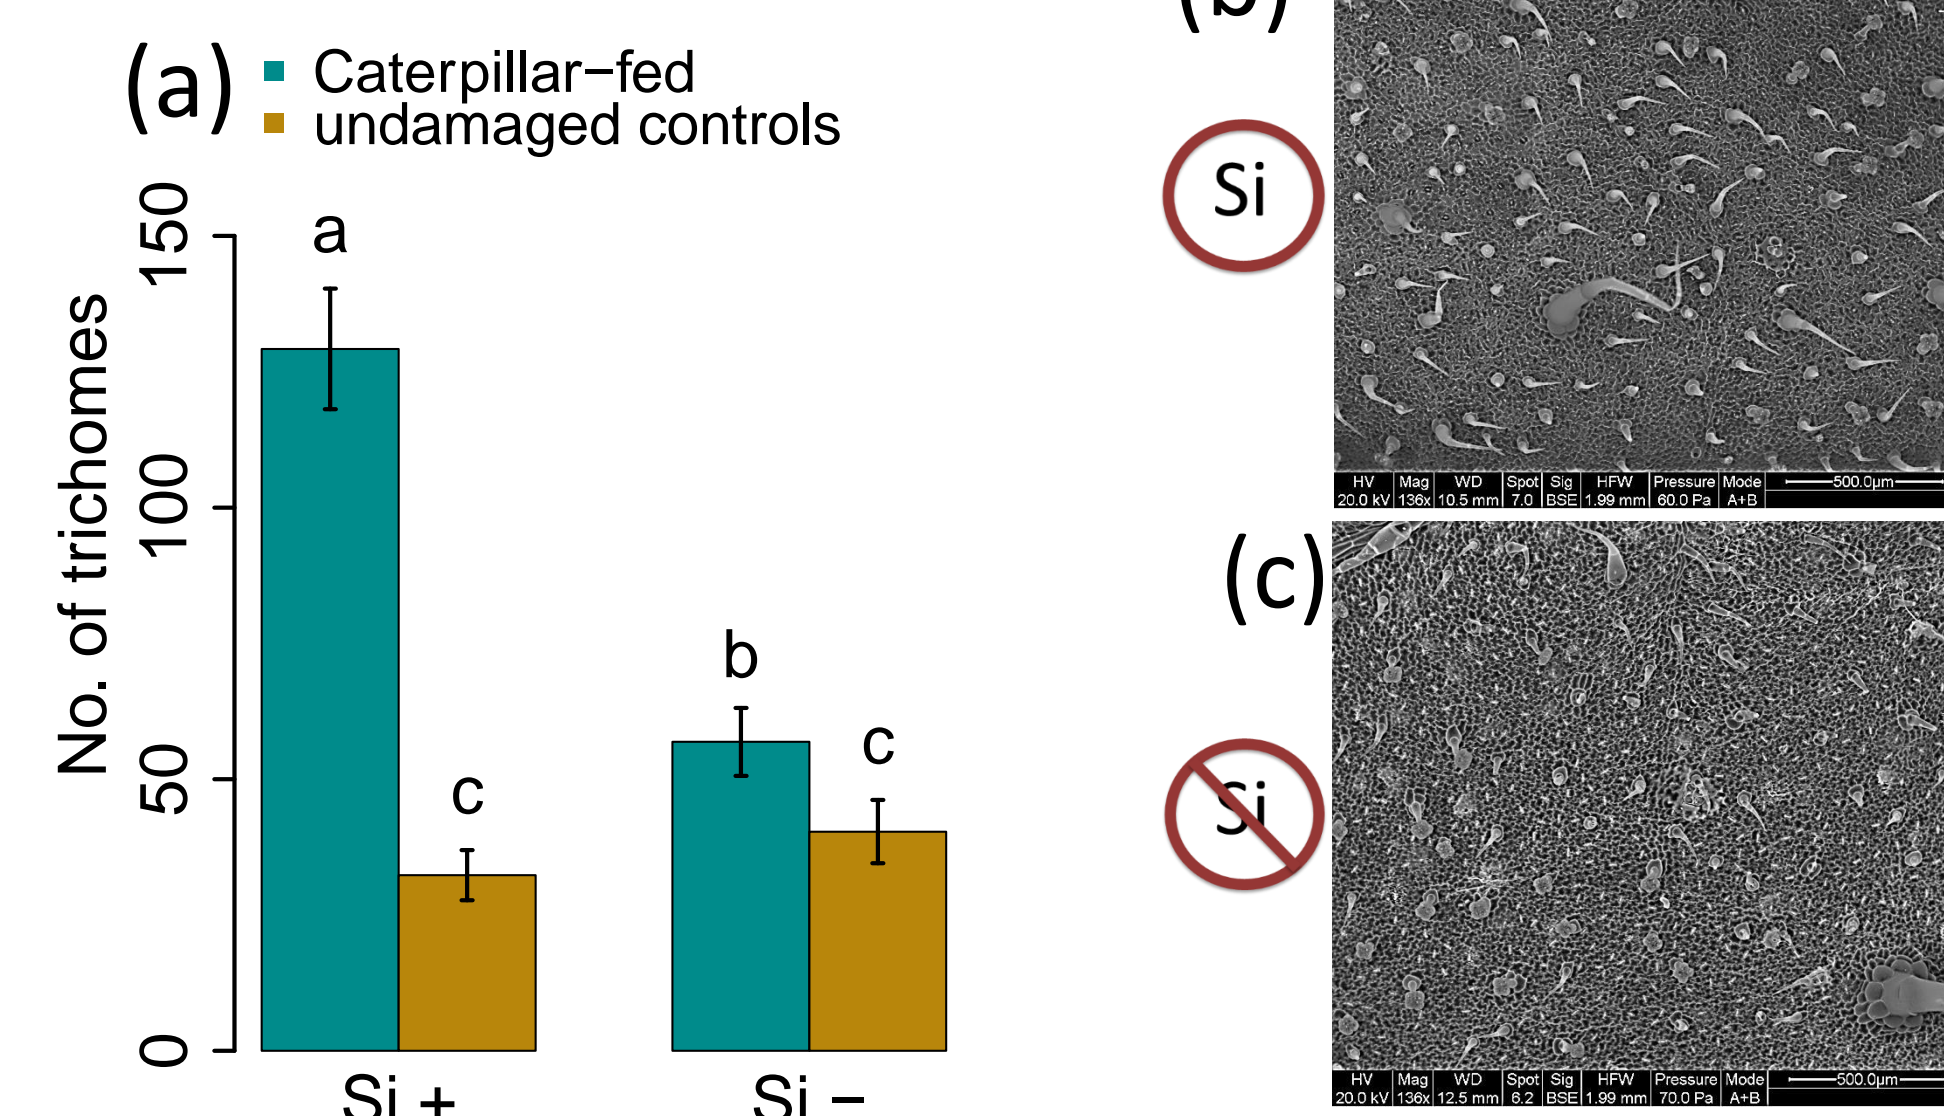 (a)
Caterpillar−fed
undamaged controls
No. of trichomes
150
100
50
0
a
c
b
c
Si +
Si −
(b)
Si
HV Mag WD Spot Sig HFW Pressure Mode 500.0µm
20.0 kV 136x 10.5 mm 7.0 BSE 1.99 mm 60.0 Pa A+B
(c)
Si
HV Mag WD Spot Sig HFW Pressure Mode 500.0µm
20.0 kV 136x 12.5 mm 6.2 BSE 1.99 mm 70.0 Pa A+B